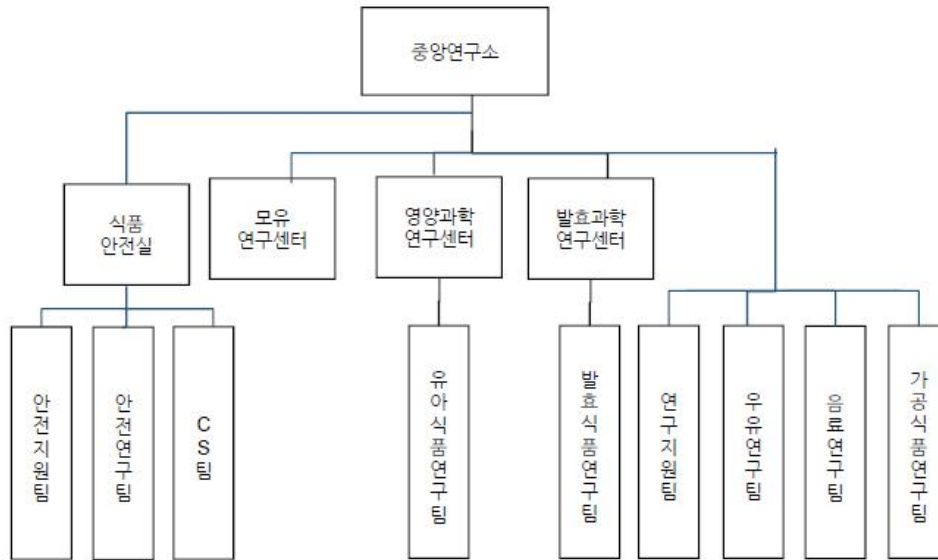 중앙연구소
식품
안전실
모유
연구센터
영양과학
연구센터
발효과학
연구센터
안전지원팀
안전연구팀
CS팀
유아식품연구팀
발효식품연구팀
연구지원팀
우유연구팀
음료연구팀
가공식품연구팀